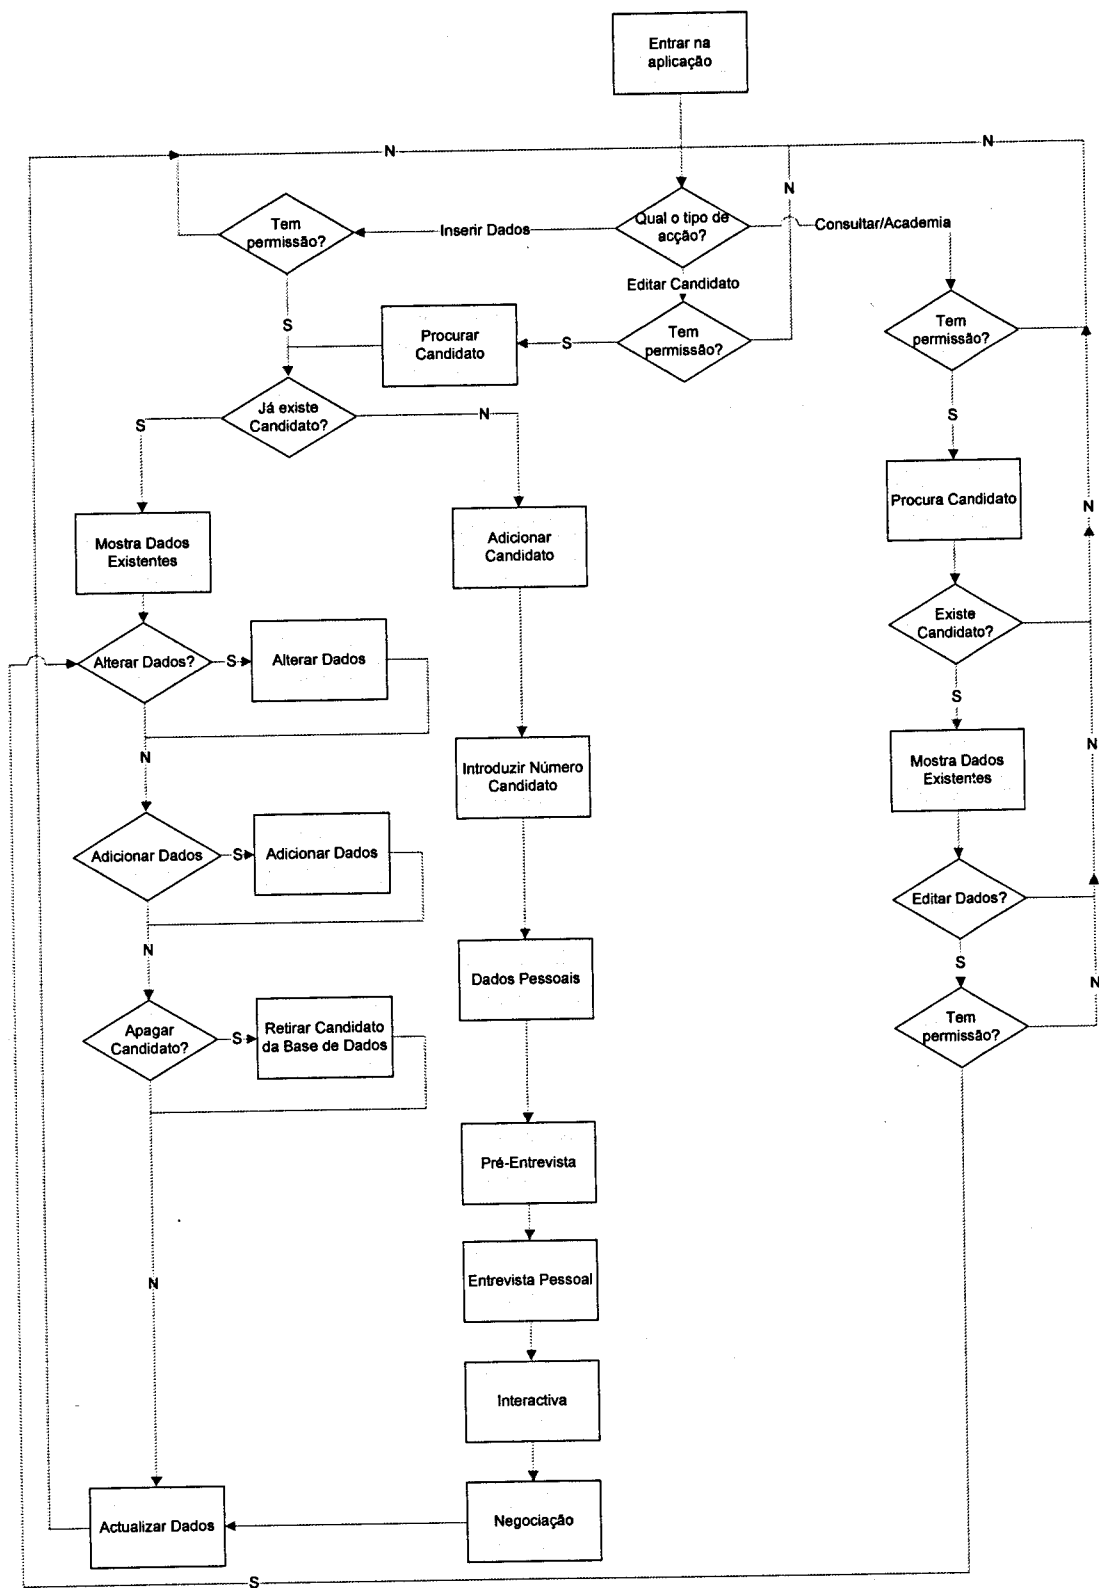 Entrar na
aplicação
N
N
N
Tem
permissão?
Inserir Dados
Qual o tipo de
acção?
Consultar/Academia
Editar Candidato
S
Procurar
Candidato
S
Tem
permissão?
Tem
permissão?
Já existe
Candidato?
S
N
S
Procura Candidato
N
Mostra Dados
Existentes
Adicionar
Candidato
Existe
Candidato?
Alterar Dados?
S
Alterar Dados
S
N
Introduzir Número
Candidato
Mostra Dados
Existentes
N
Adicionar Dados
S
Adicionar Dados
Editar Dados?
N
S
Dados Pessoais
N
Apagar
Candidato?
S
Retirar Candidato
da Base de Dados
Tem
permissão?
Pré-Entrevista
N
Entrevista Pessoal
Interactiva
Actualizar Dados
Negociação
S